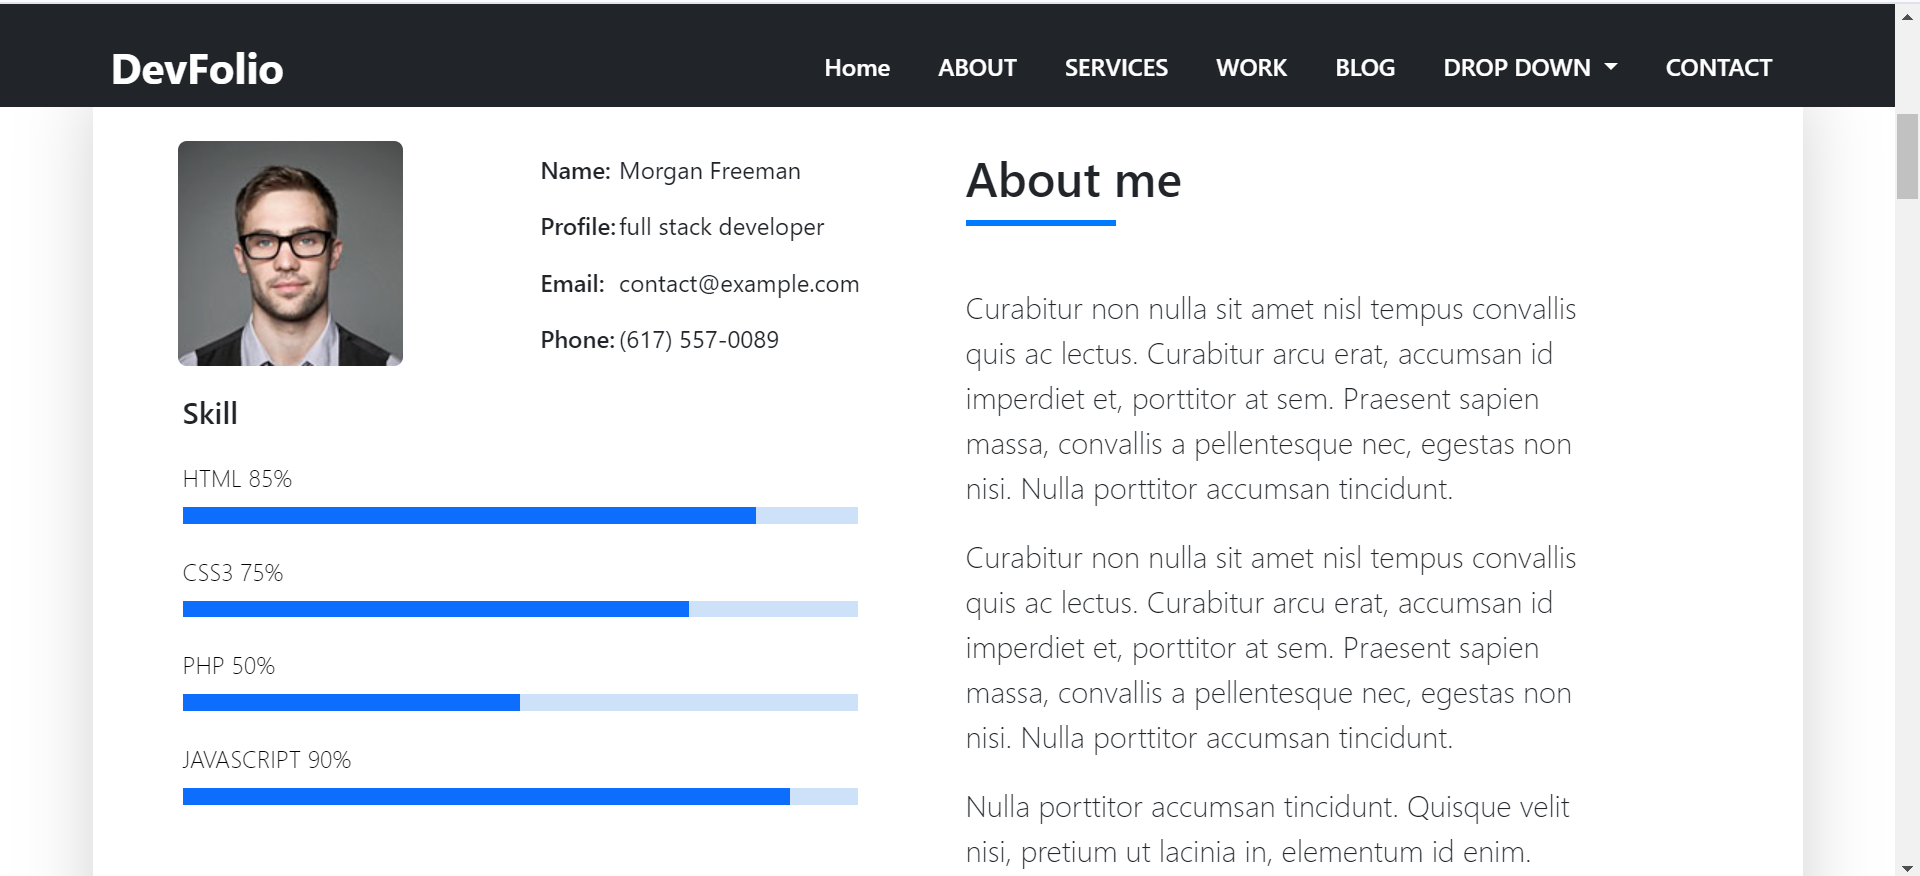 DevFolio
Home ABOUT SERVICES WORK BLOG DROP DOWN CONTACT
Name: Morgan Freeman
Profile: full stack developer
Email: contact@example.com
Phone: (617) 557-0089
Skill
HTML 85%
CSS3 75%
PHP 50%
JAVASCRIPT 90%
About me
Curabitur non nulla sit amet nisl tempus convallis
quis ac lectus. Curabitur arcu erat, accumsan id
imperdiet et, porttitor at sem. Praesent sapien
massa, convallis a pellentesque nec, egestas non
nisi. Nulla porttitor accumsan tincidunt.
Curabitur non nulla sit amet nisl tempus convallis
quis ac lectus. Curabitur arcu erat, accumsan id
imperdiet et, porttitor at sem. Praesent sapien
massa, convallis a pellentesque nec, egestas non
nisi. Nulla porttitor accumsan tincidunt.
Nulla porttitor accumsan tincidunt. Quisque velit
nisi, pretium ut lacinia in, elementum id enim.